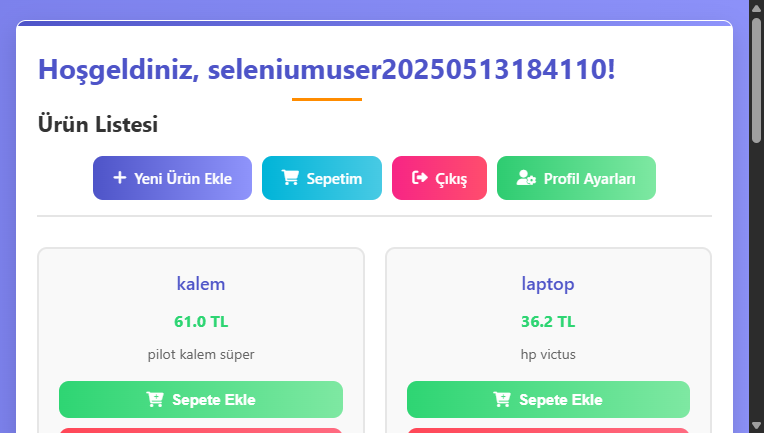 Hoşgeldiniz, seleniumuser20250513184110!
Ürün Listesi
Yeni Ürün Ekle
Sepetim
Çıkış
Profil Ayarları
kalem
61.0 TL
pilot kalem süper
Sepete Ekle
laptop
36.2 TL
hp victus
Sepete Ekle